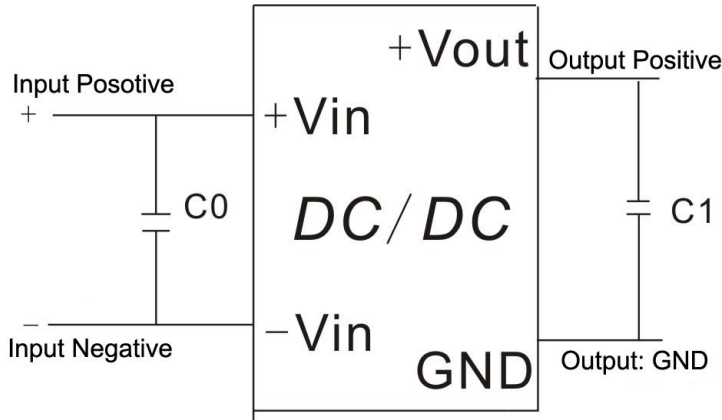 +Vout
Output Positive
Input Posotive
+
+Vin
C0
DC/DC
C1
−
−Vin
Input Negative
GND
Output: GND